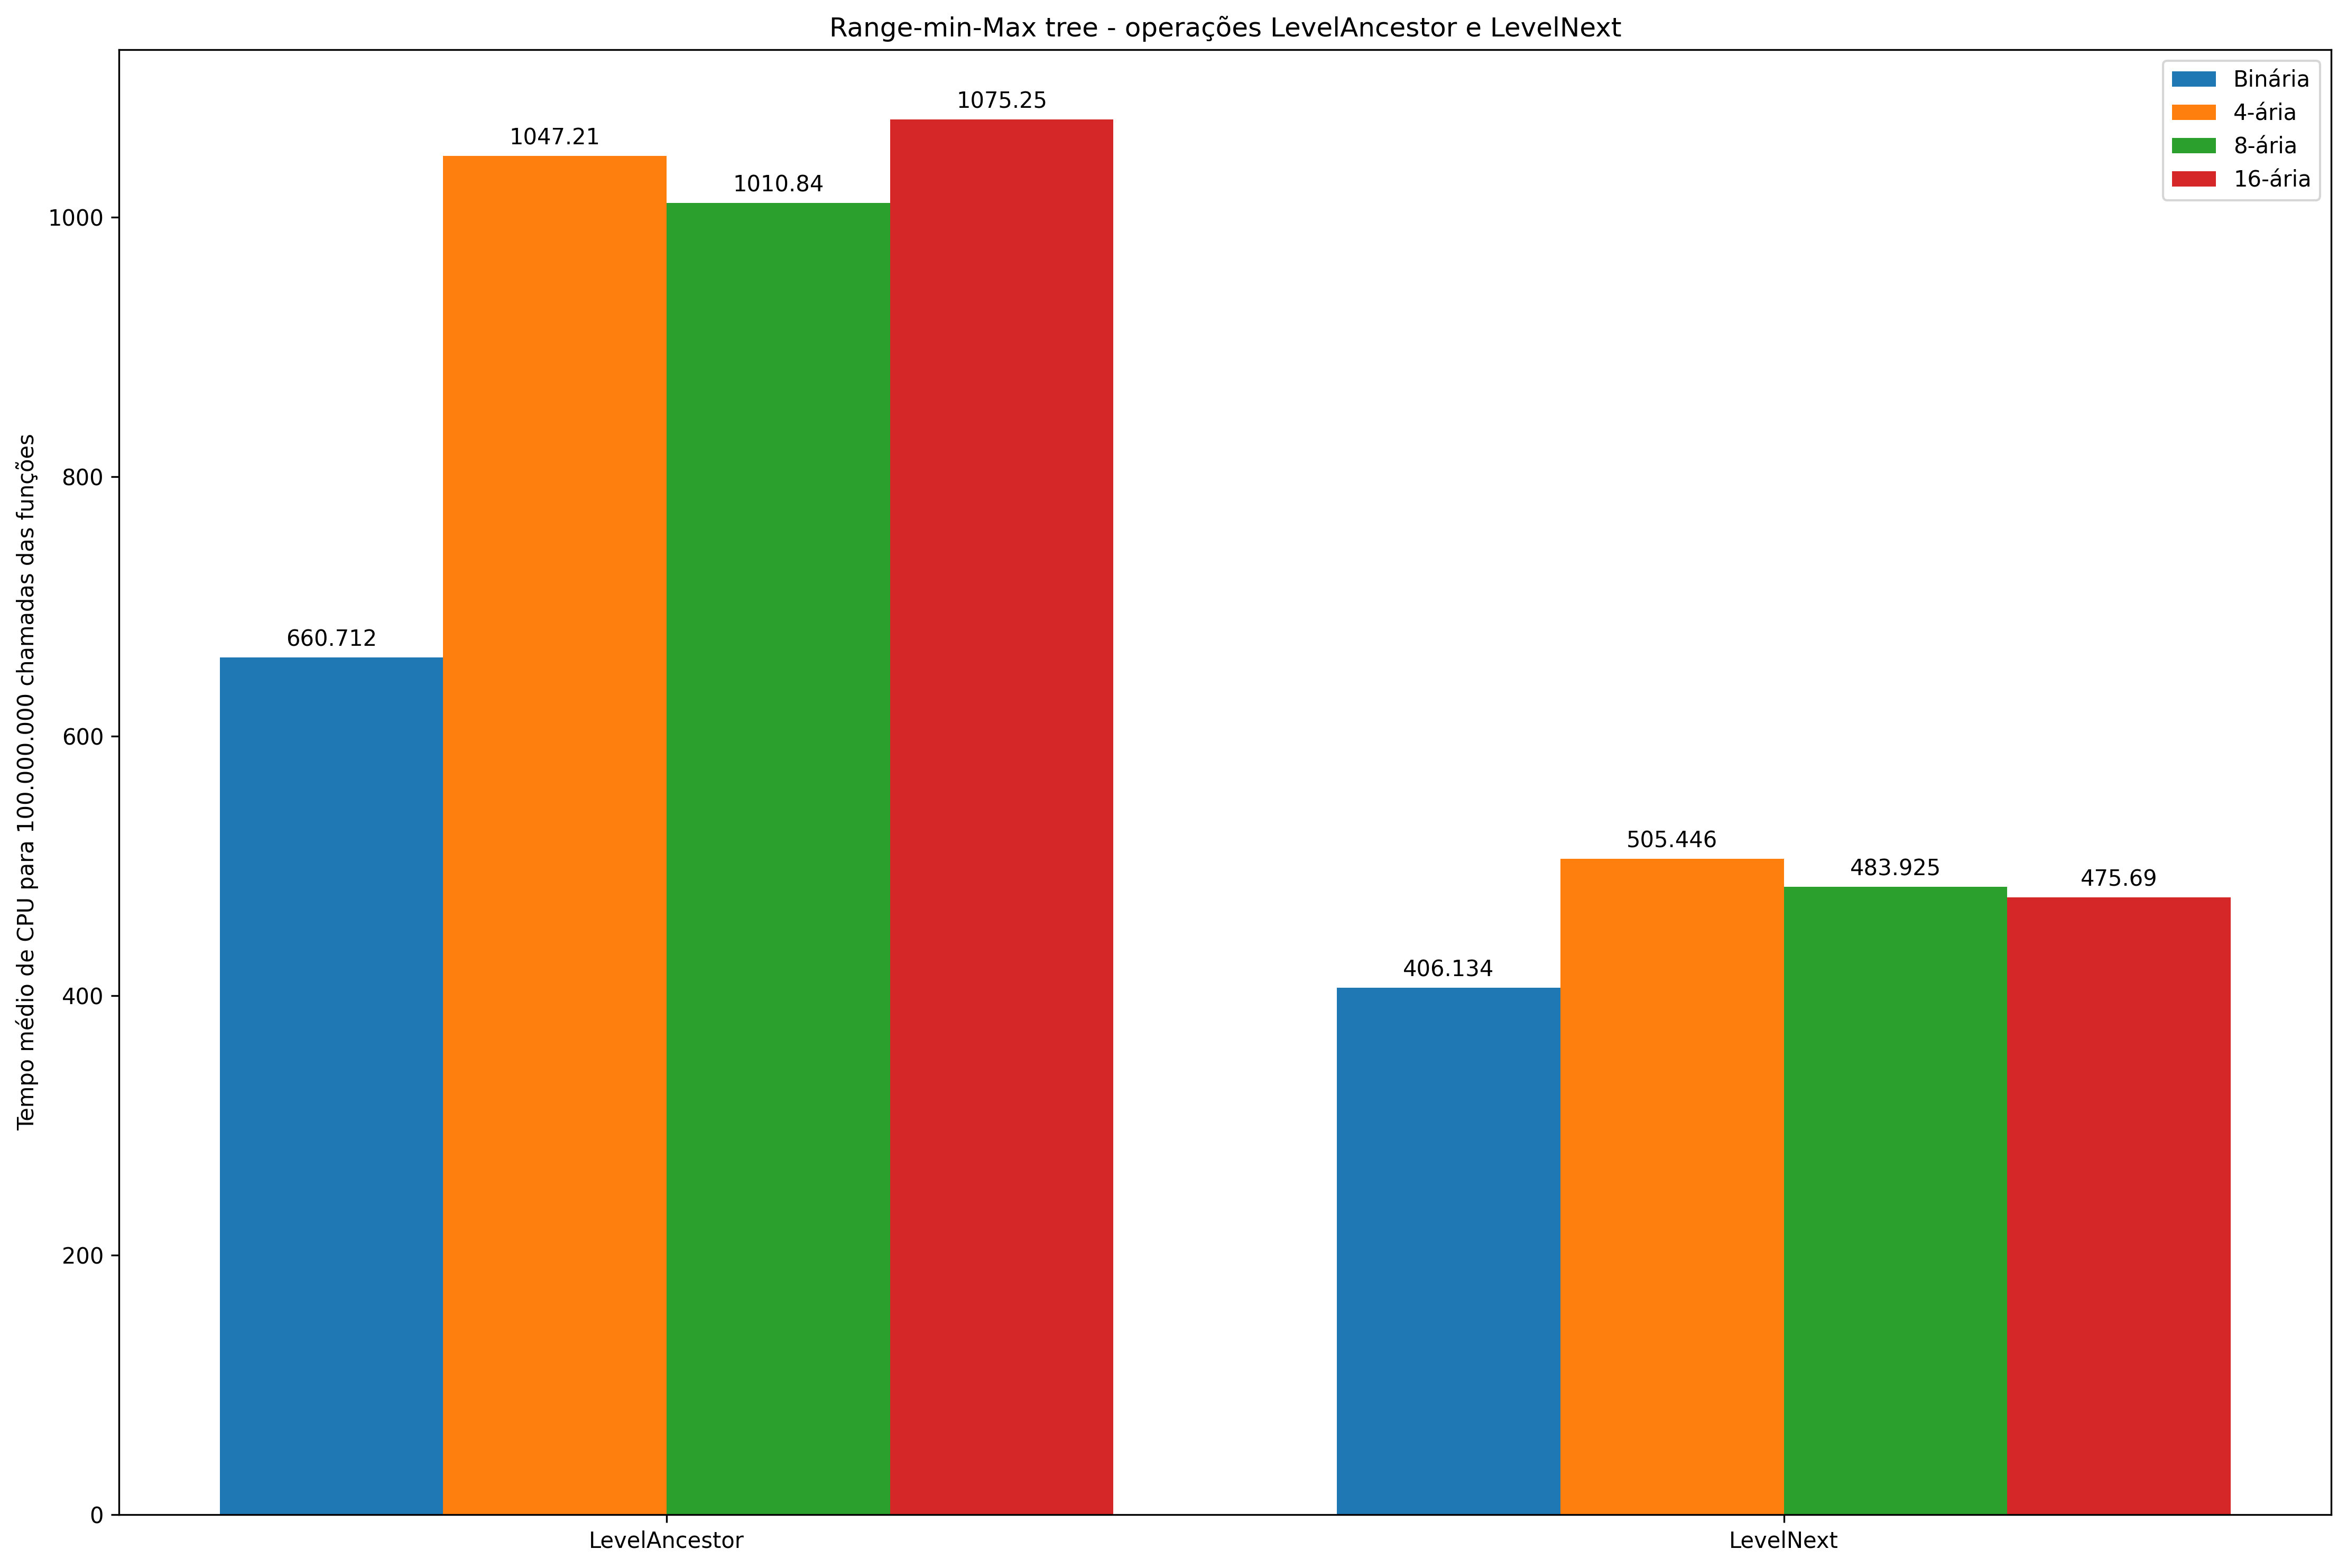 Range-min-Max tree - operações LevelAncestor e LevelNext
Binária
4-ária
8-ária
16-ária
Tempo médio de CPU para 100.000.000 chamadas das funções
1000
800
600
400
200
0
660.712
1047.21
1010.84
1075.25
406.134
505.446
483.925
475.69
LevelAncestor
LevelNext